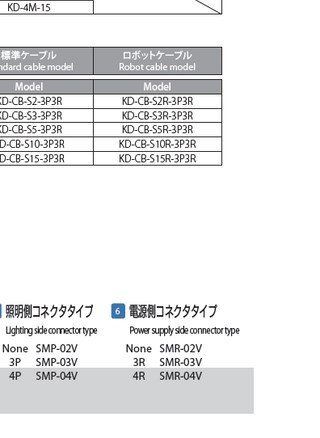 KD-4M-15
標準ケーブル ロボットケーブル
ndard cable model Robot cable model
Model Model
KD-CB-S2-3P3R KD-CB-S2R-3P3R
KD-CB-S3-3P3R KD-CB-S3R-3P3R
KD-CB-S5-3P3R KD-CB-S5R-3P3R
D-CB-S10-3P3R KD-CB-S10R-3P3R
D-CB-S15-3P3R KD-CB-S15R-3P3R
照明側コネクタタイプ
Lighting side connector type
None SMP-02V
3P SMP-03V
4P SMP-04V
6 電源側コネクタタイプ
Power supply side connector type
None SMR-02V
3R SMR-03V
4R SMR-04V